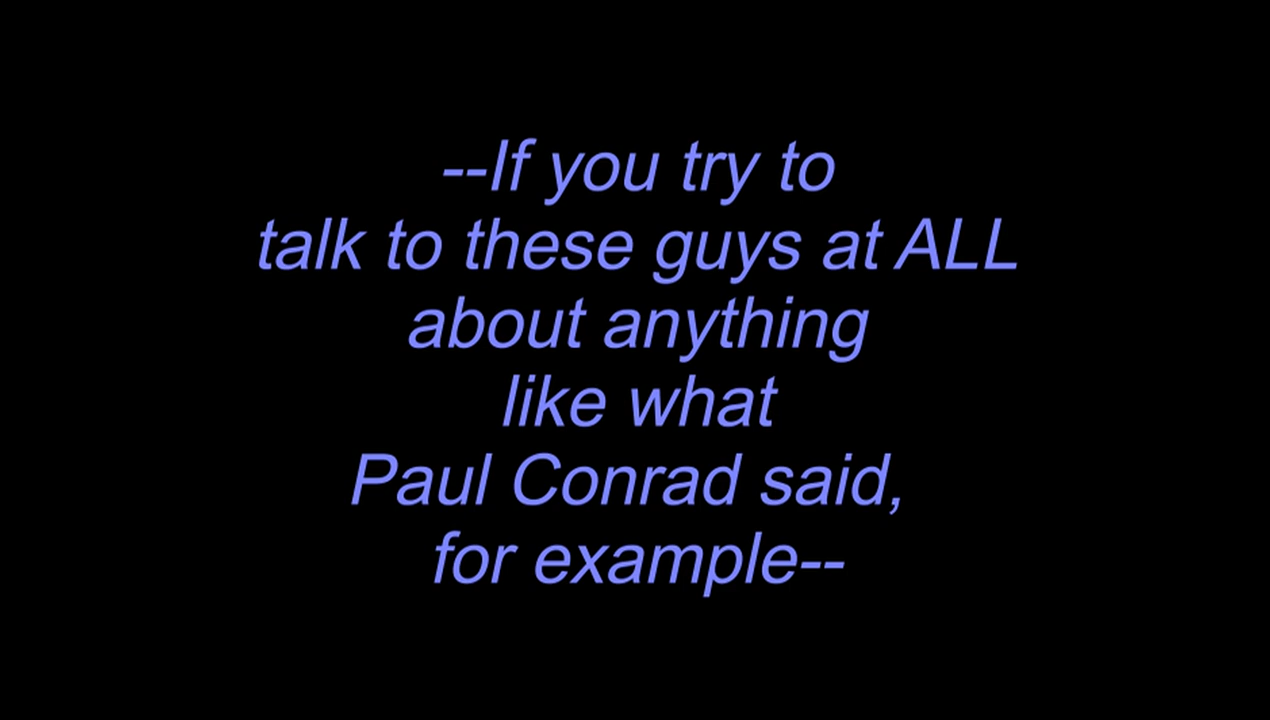 --If you try to
talk to these guys at ALL
about anything
like what
Paul Conrad said,
for example--